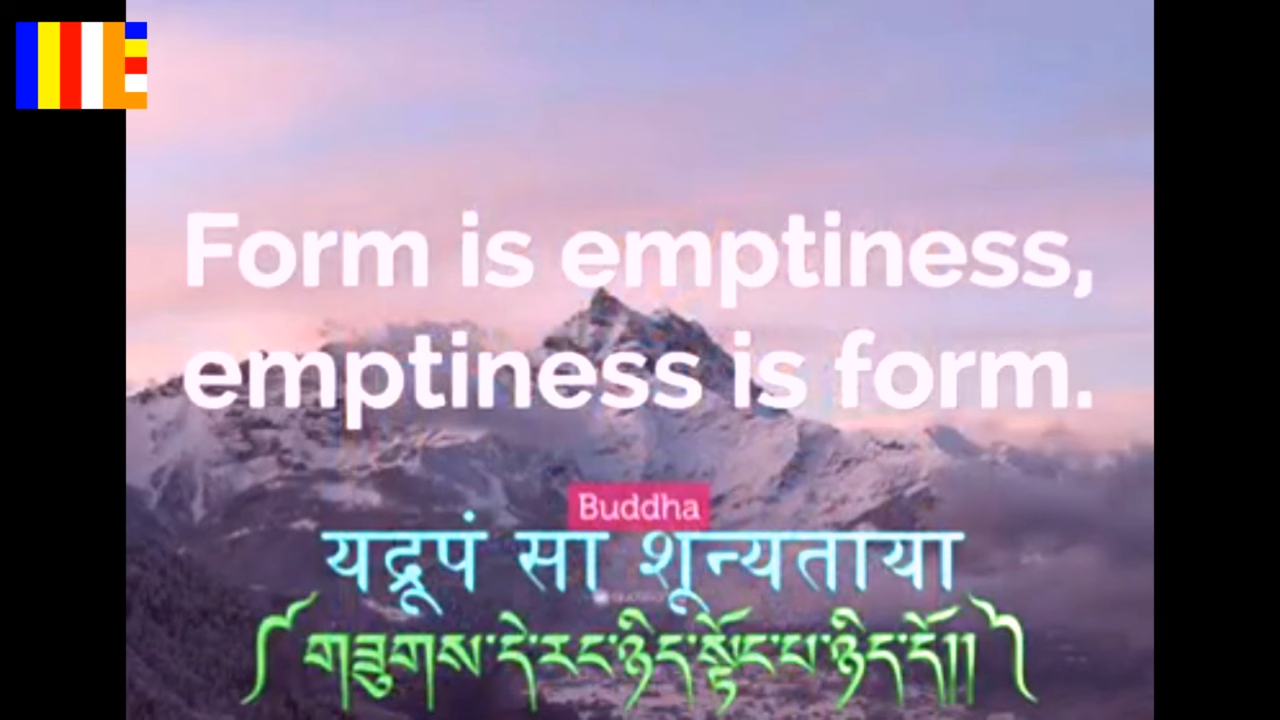 Form is emptiness,
emptiness is form.
Buddha
यद्रूपं सा शून्यताया
༼གཟུགས་དེ་རང་ཉིད་སྟོང་པ་ཉིད་དོ།།༽